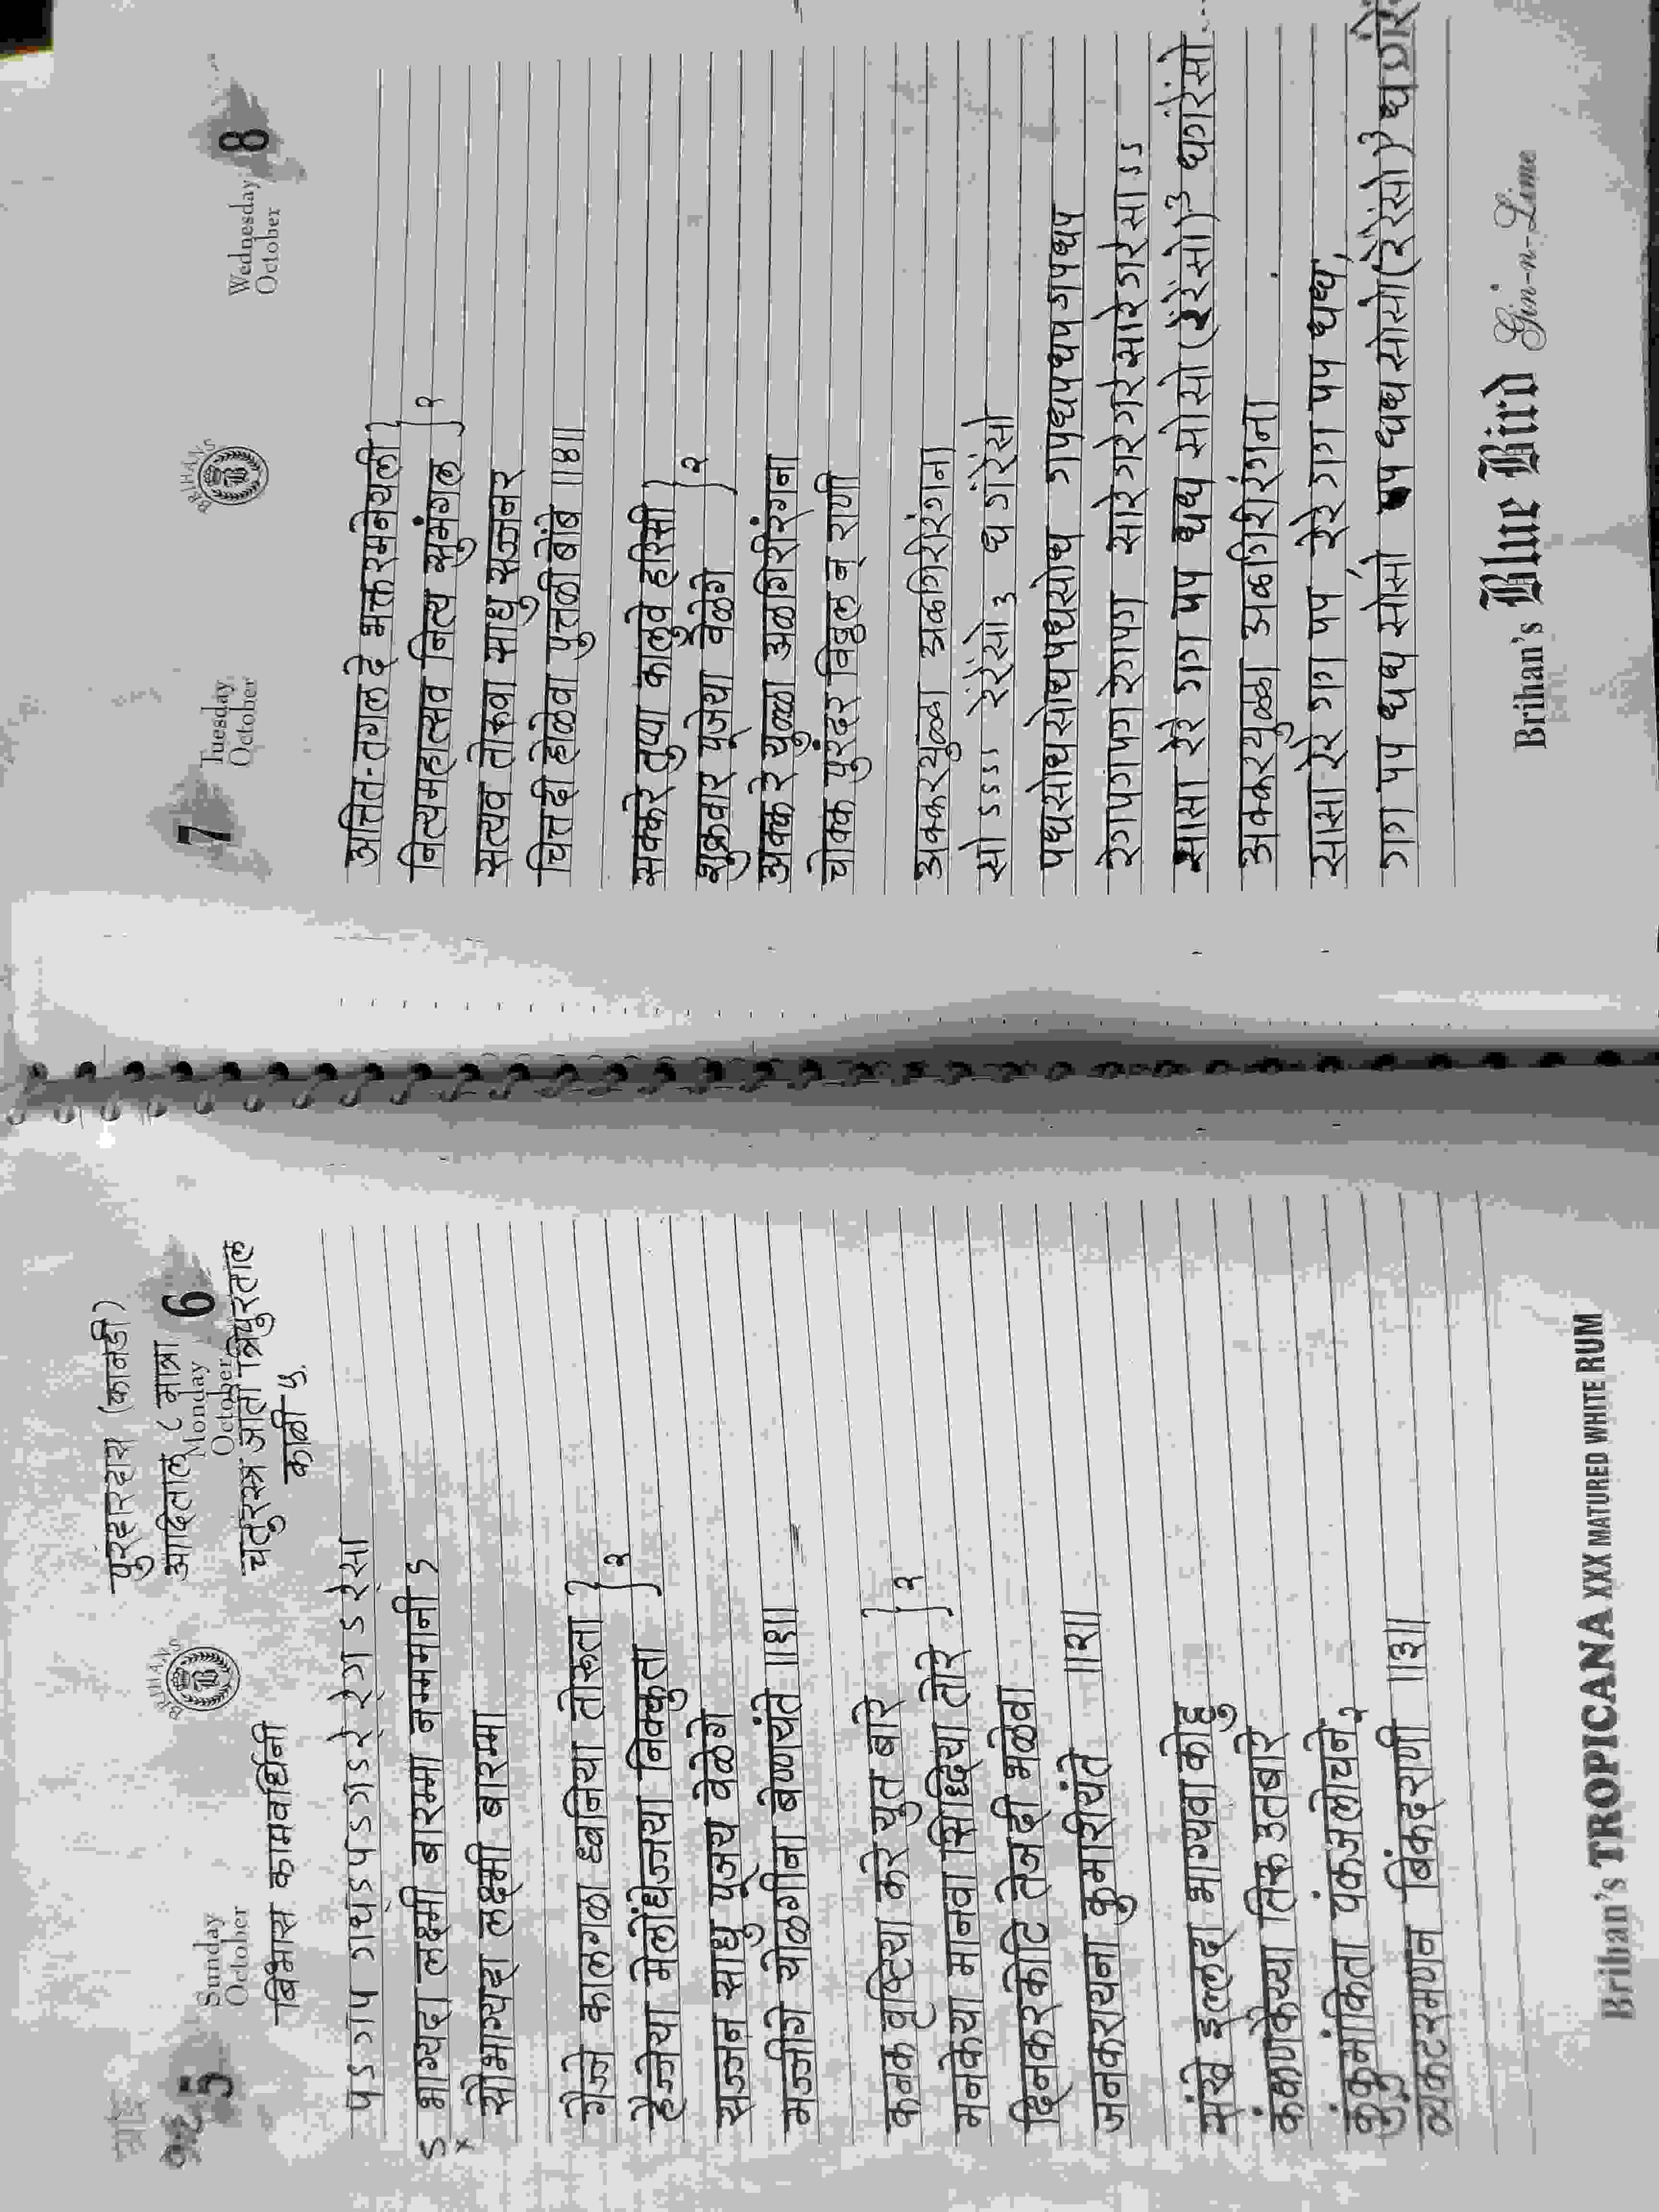 पुरंदारदास (कानडी)
आदिताल ८ मात्रा
BRIHANS
B
5
Sunday
October
Monday
October
6
चतुरस्त्र जाती त्रिपुरताल
बिभास कामवर्धिनी
काळी ५.
पऽ गप गध॒ऽपऽगऽरे॒ रे॒ग ऽ रे॒सा
ऽ भाग्यदा लक्ष्मी बारम्मा नम्ममानी ऽ
x
सौभाग्यदा लक्ष्मी बारम्मा
गैज्जे कालगळा ध्वनिया तोरूता
हैज्जेया मेलोंधेज्जया निक्कुता } २
सज्जन साधु पूजय वेळेगे
मज्जीगे योळगीना बेण्णयंते ॥१॥
कनक वृष्टिया करे युत बारे
मनकेया मानवा सिध्दिया तोरे } २
दिनकरकोटि तेजदी भळेवा
जनकरायना कुमारीयंते ॥२॥
संखे इल्लदा भाग्यवा कोट्टु
कंकणकैय्या तिरू उतबारे
कुंकुमांकिता पंकजलोचने २
व्यंकटरमणन बिंकदराणी ॥३॥
Brihan's TROPICANA XXX MATURED WHITE RUM
7
Tuesday
October
BRIHANS
B
Wednesday
October
8
अत्तित-तगल दे भक्तरमनेयली
नित्यमहात्सव नित्य सुमंगल } २
सत्यव तोरूवा साधु सज्जनर
चित्तदी होळेवा पुत्तळी बोंबे ॥४॥
सक्करे तुप्पा कालुवे हरिसी
शुक्रवार पूजेया वेळेगे } २
अक्क रे युळ्ळा अळगिरीरंगना
चोक्क पुरंदर विठ्ठल न् राणी
अक्करयुळ्ळा अळगिरीरंगना
सो ऽऽऽऽ रेंरेंसो ३ ध गंरेंसो
पधसोधसोधपधसोध गपधपधपगपधप
रेगपगपगरेगपग सारेगरेगरेसारेगरेसाऽऽ
सासा रेरे गग पप धध सोसो (रेंरेंसो)३ धगंरेंसो...
अक्करयुळ्ळा अळगिरीरंगना
सासा रेरे गग पप, रेरे गग पप धध,
गग पप धध सोसो पप धध सोसो (रेंरेंसो)३ ध गंरें
Brihan's Blue Bird Gin-n-Lime